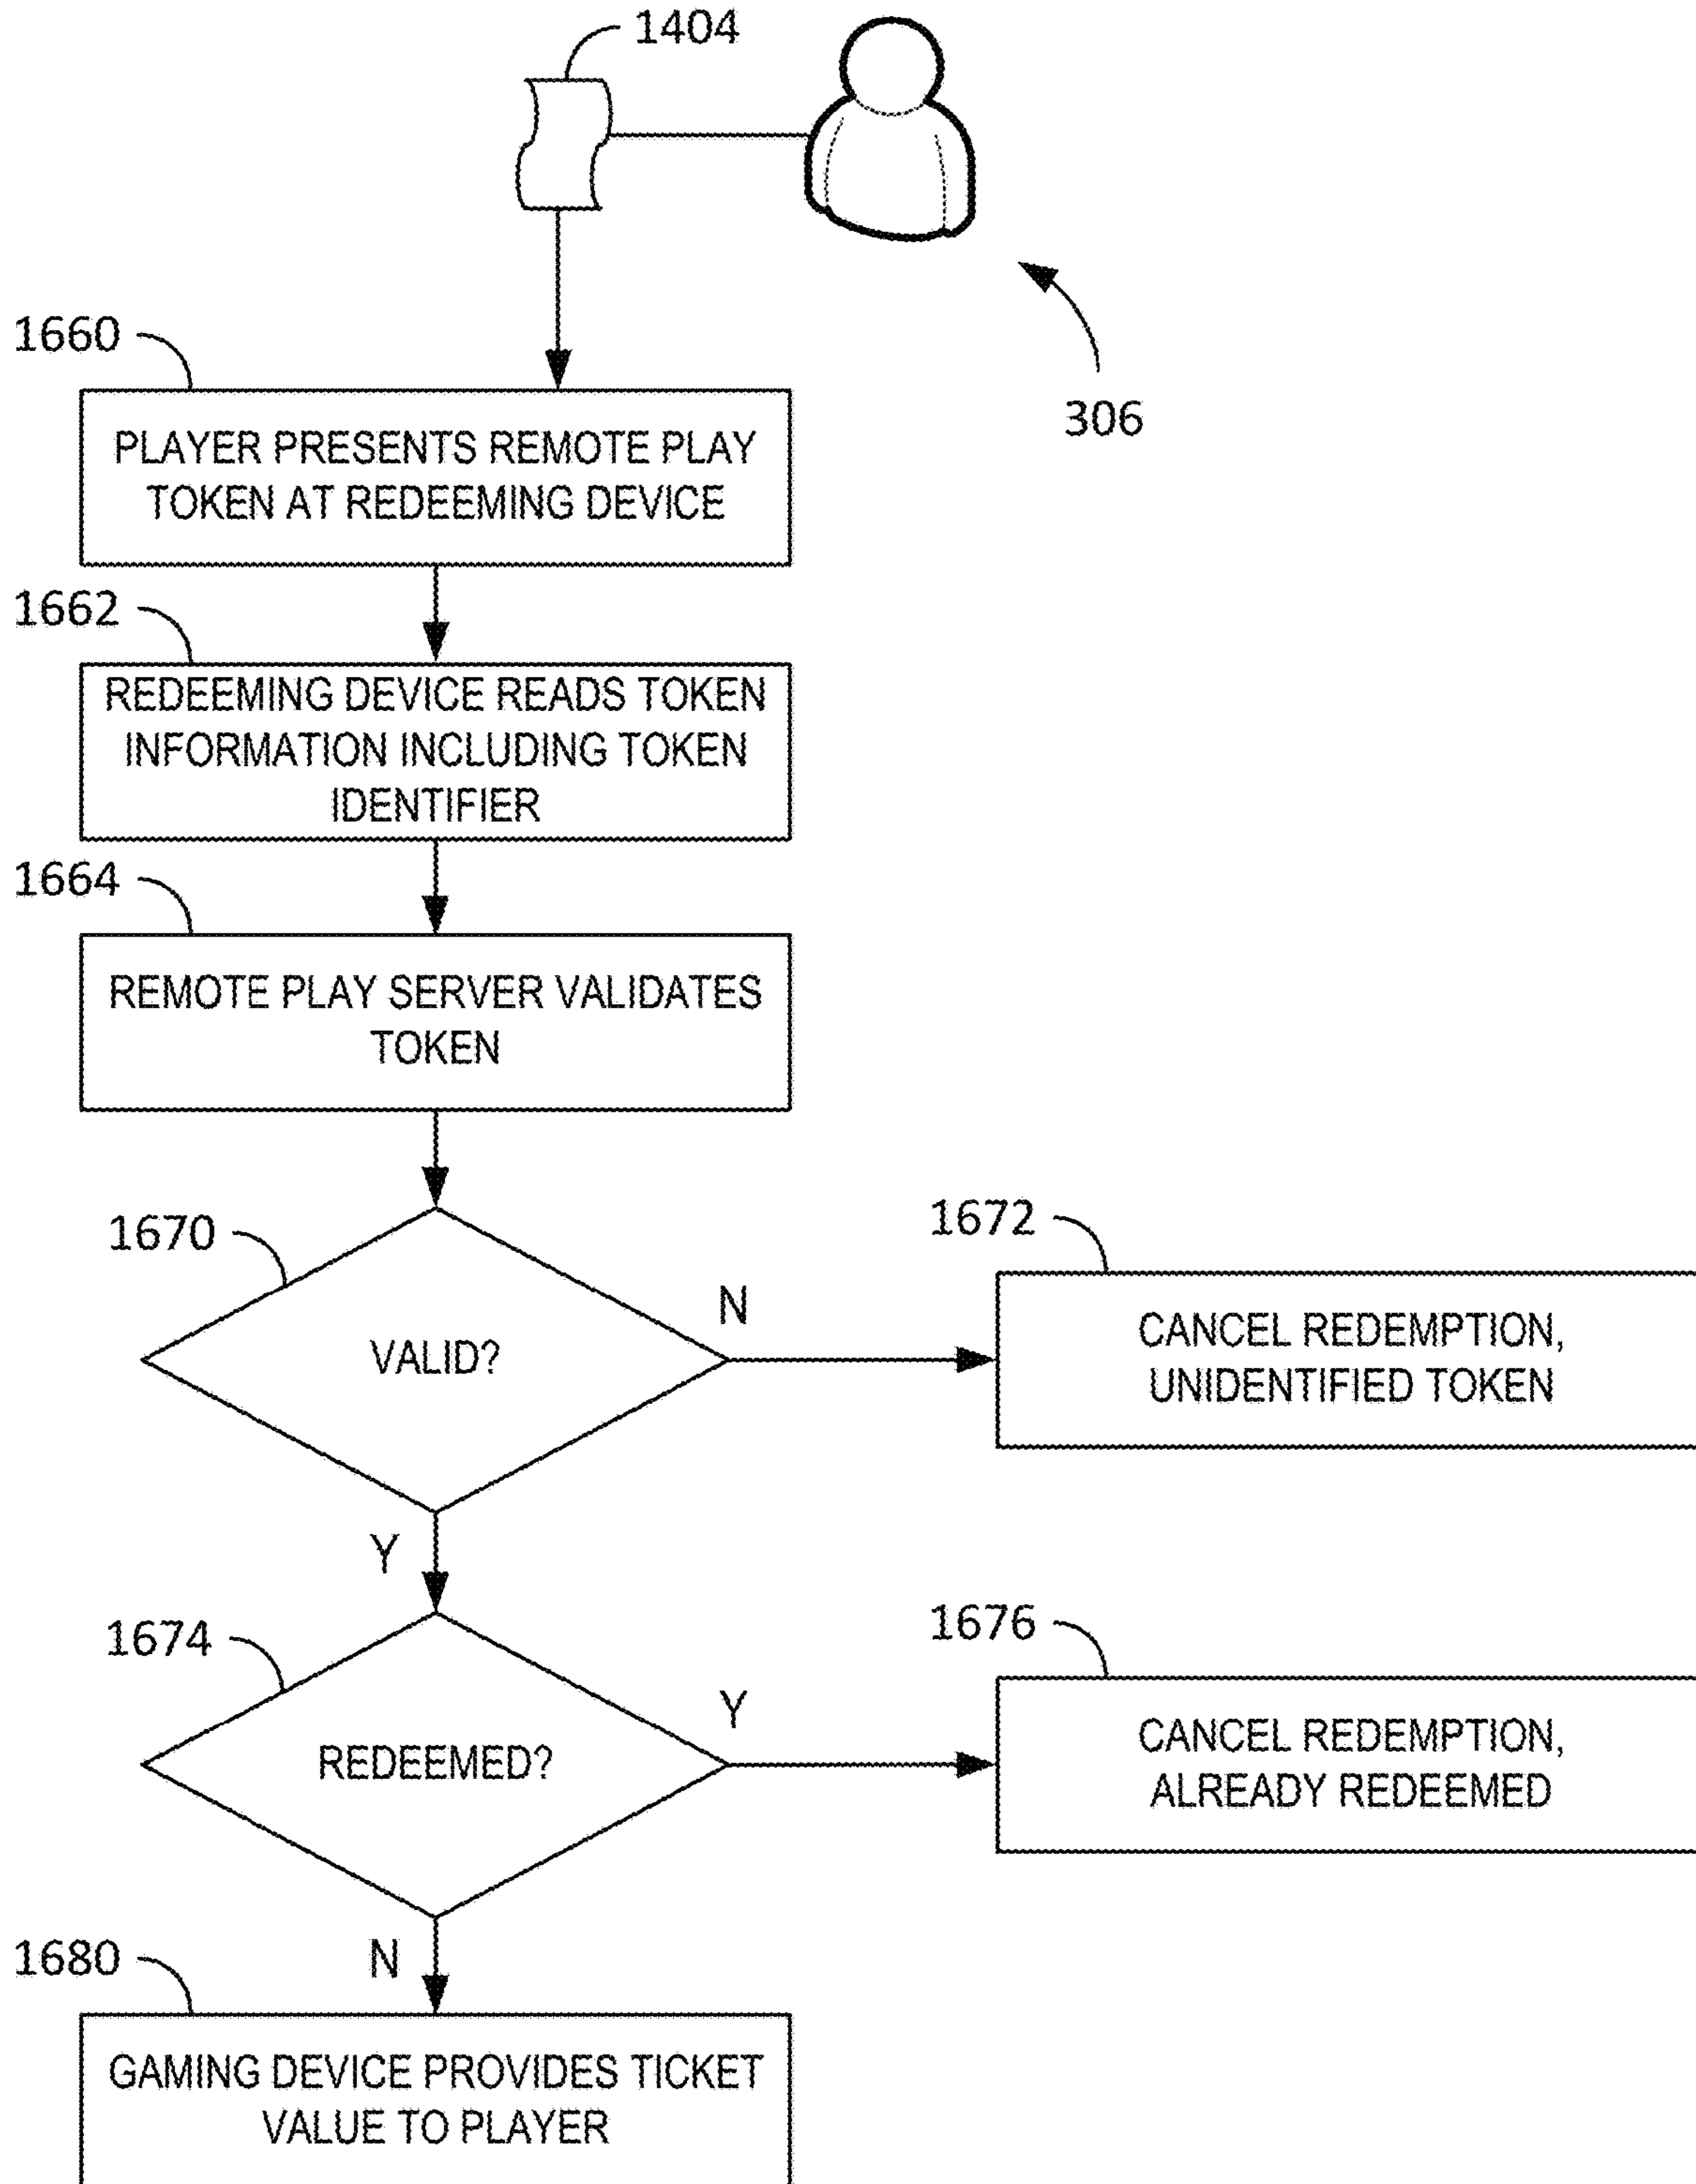 1404
306
1660
PLAYER PRESENTS REMOTE PLAY
TOKEN AT REDEEMING DEVICE
1662
REDEEMING DEVICE READS TOKEN
INFORMATION INCLUDING TOKEN
IDENTIFIER
1664
REMOTE PLAY SERVER VALIDATES
TOKEN
1670
VALID?
N
1672
CANCEL REDEMPTION,
UNIDENTIFIED TOKEN
Y
1674
REDEEMED?
Y
1676
CANCEL REDEMPTION,
ALREADY REDEEMED
N
1680
GAMING DEVICE PROVIDES TICKET
VALUE TO PLAYER